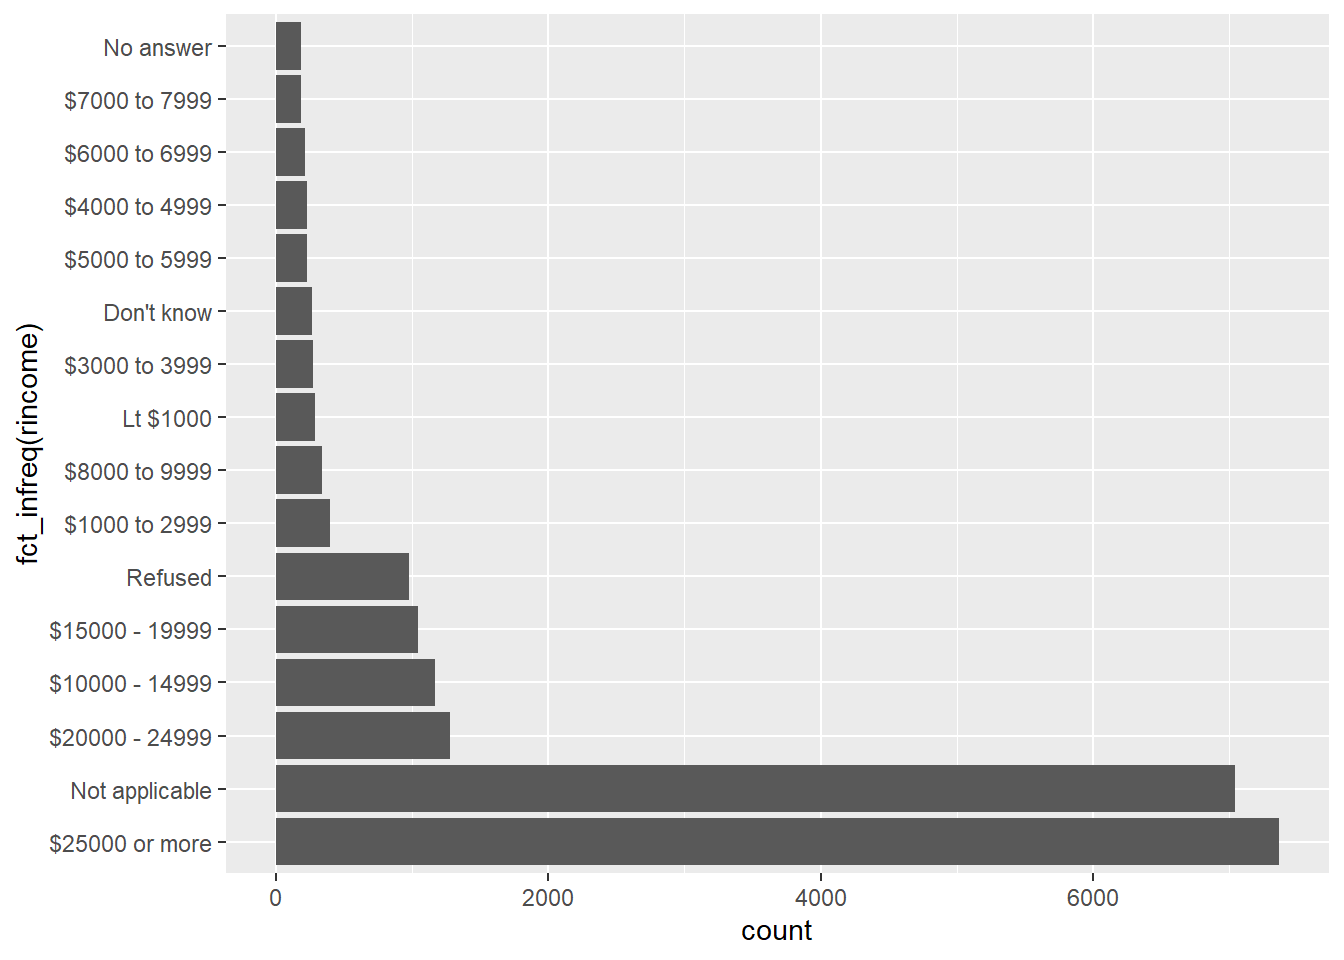 No answer
$7000 to 7999
$6000 to 6999
$4000 to 4999
$5000 to 5999
Don't know
$3000 to 3999
Lt $1000
$8000 to 9999
$1000 to 2999
Refused
$15000 - 19999
$10000 - 14999
$20000 - 24999
Not applicable
$25000 or more
fct_infreq(rincome)
0 2000 4000 6000
count